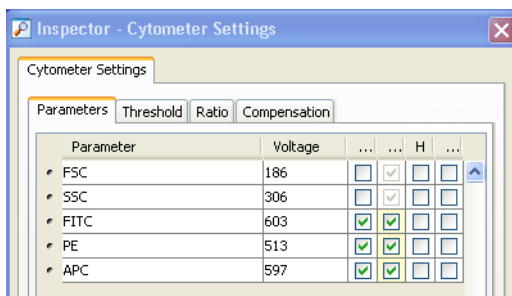 Inspector - Cytometer Settings
Cytometer Settings
Parameters Threshold Ratio Compensation
Parameter Voltage ... ... H ...
FSC 186
SSC 306
FITC 603
PE 513
APC 597